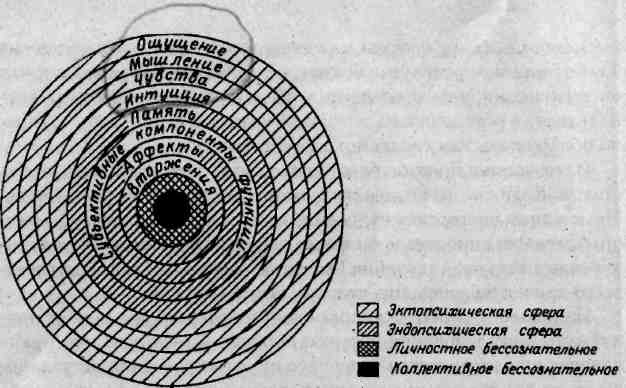 Ощущение
Мышление
Чувства
Интуиция
Память
Субъективные компоненты функций
Аффекты
Вторжения
Эктопсихическая сфера
Эндопсихическая сфера
Личностное бессознательное
Коллективное бессознательное